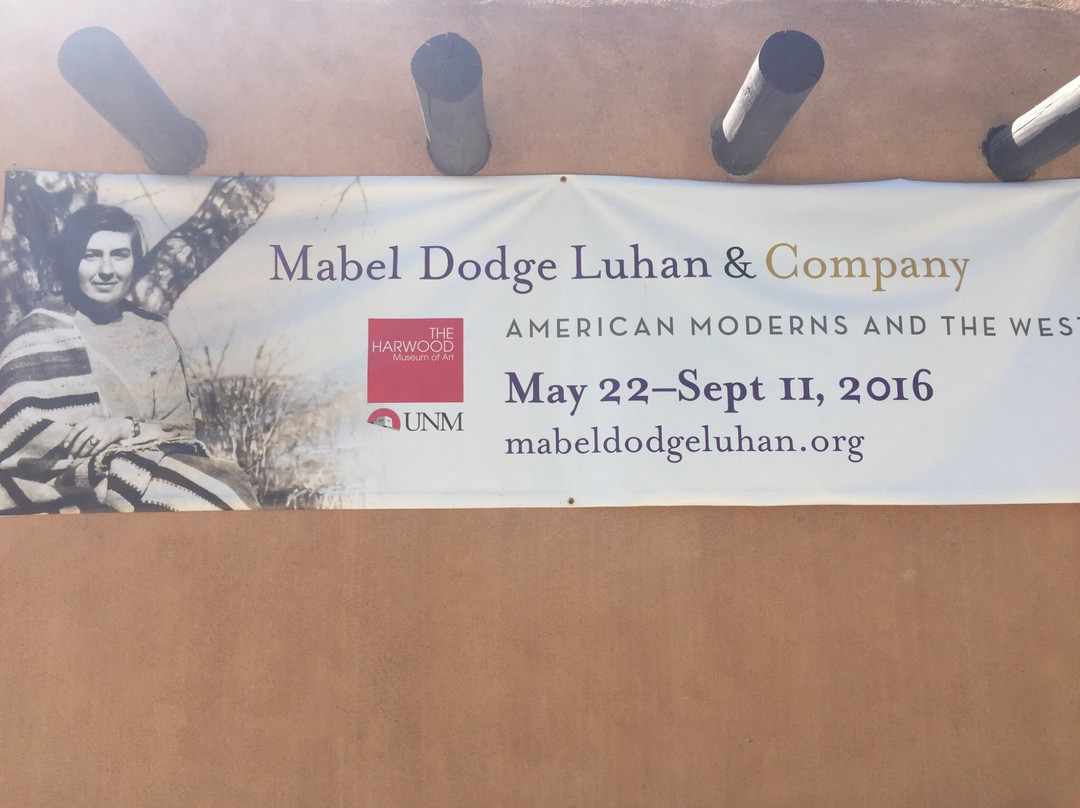 Mabel Dodge Luhan & Company
AMERICAN MODERNS AND THE WEST
THE
HARWOOD
Museum of Art
May 22–Sept 11, 2016
UNM
mabeldodgeluhan.org